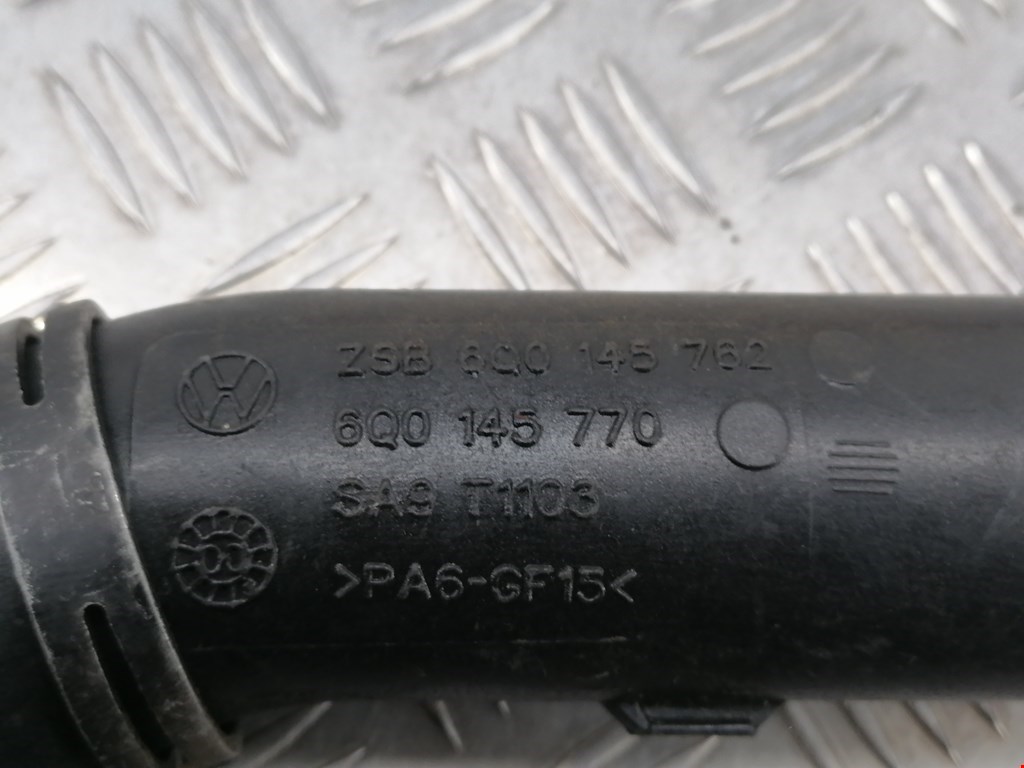 ZSB 6Q0 145 762
6Q0 145 770
SA9 T1103
>PA6-GF15<